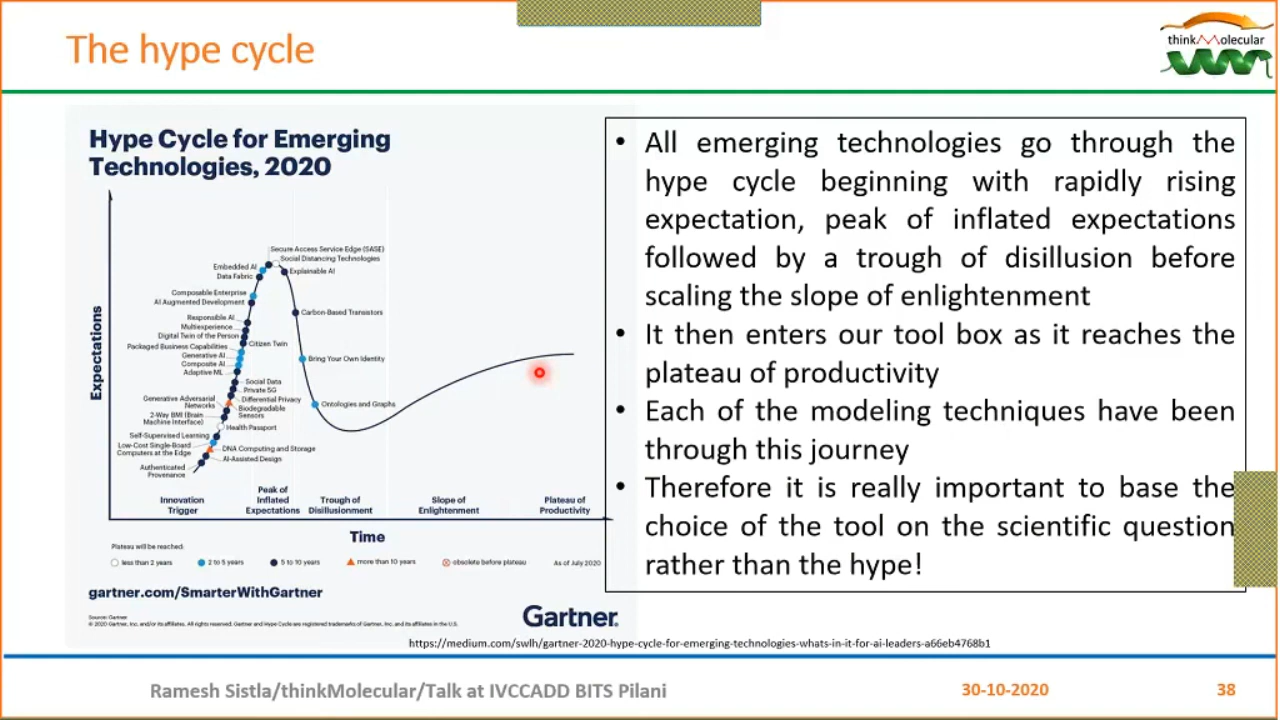 The hype cycle
thinkMolecular
Hype Cycle for Emerging
Technologies, 2020
Expectations
Secure Access Service Edge (SASE)
Social Distancing Technologies
Embedded AI
Explainable AI
Data Fabric
Composable Enterprise
AI Augmented Development
Carbon-Based Transistors
Responsible AI
Multiexperience
Digital Twin of the Person
Citizen Twin
Packaged Business Capabilities
Generative AI
Bring Your Own Identity
Composite AI
Adaptive ML
Social Data
Private 5G
Generative Adversarial
Networks
Differential Privacy
Biodegradable
Sensors
Ontologies and Graphs
2-Way BMI (Brain
Machine Interface)
Health Passport
Self-Supervised Learning
Low-Cost Single-Board
Computers at the Edge
DNA Computing and Storage
AI-Assisted Design
Authenticated
Provenance
Innovation
Trigger
Peak of
Inflated
Expectations
Trough of
Disillusionment
Slope of
Enlightenment
Plateau of
Productivity
Time
Plateau will be reached:
less than 2 years
2 to 5 years
5 to 10 years
more than 10 years
obsolete before plateau
As of July 2020
gartner.com/SmarterWithGartner
Source: Gartner
© 2020 Gartner, Inc. and/or its affiliates. All rights reserved. Gartner and Hype Cycle are registered trademarks of Gartner, Inc. and its affiliates in the U.S.
Gartner.
• All emerging technologies go through the
hype cycle beginning with rapidly rising
expectation, peak of inflated expectations
followed by a trough of disillusion before
scaling the slope of enlightenment
• It then enters our tool box as it reaches the
plateau of productivity
• Each of the modeling techniques have been
through this journey
• Therefore it is really important to base the
choice of the tool on the scientific question
rather than the hype!
https://medium.com/swlh/gartner-2020-hype-cycle-for-emerging-technologies-whats-in-it-for-ai-leaders-a66eb4768b1
Ramesh Sistla/thinkMolecular/Talk at IVCCADD BITS Pilani
30-10-2020
38